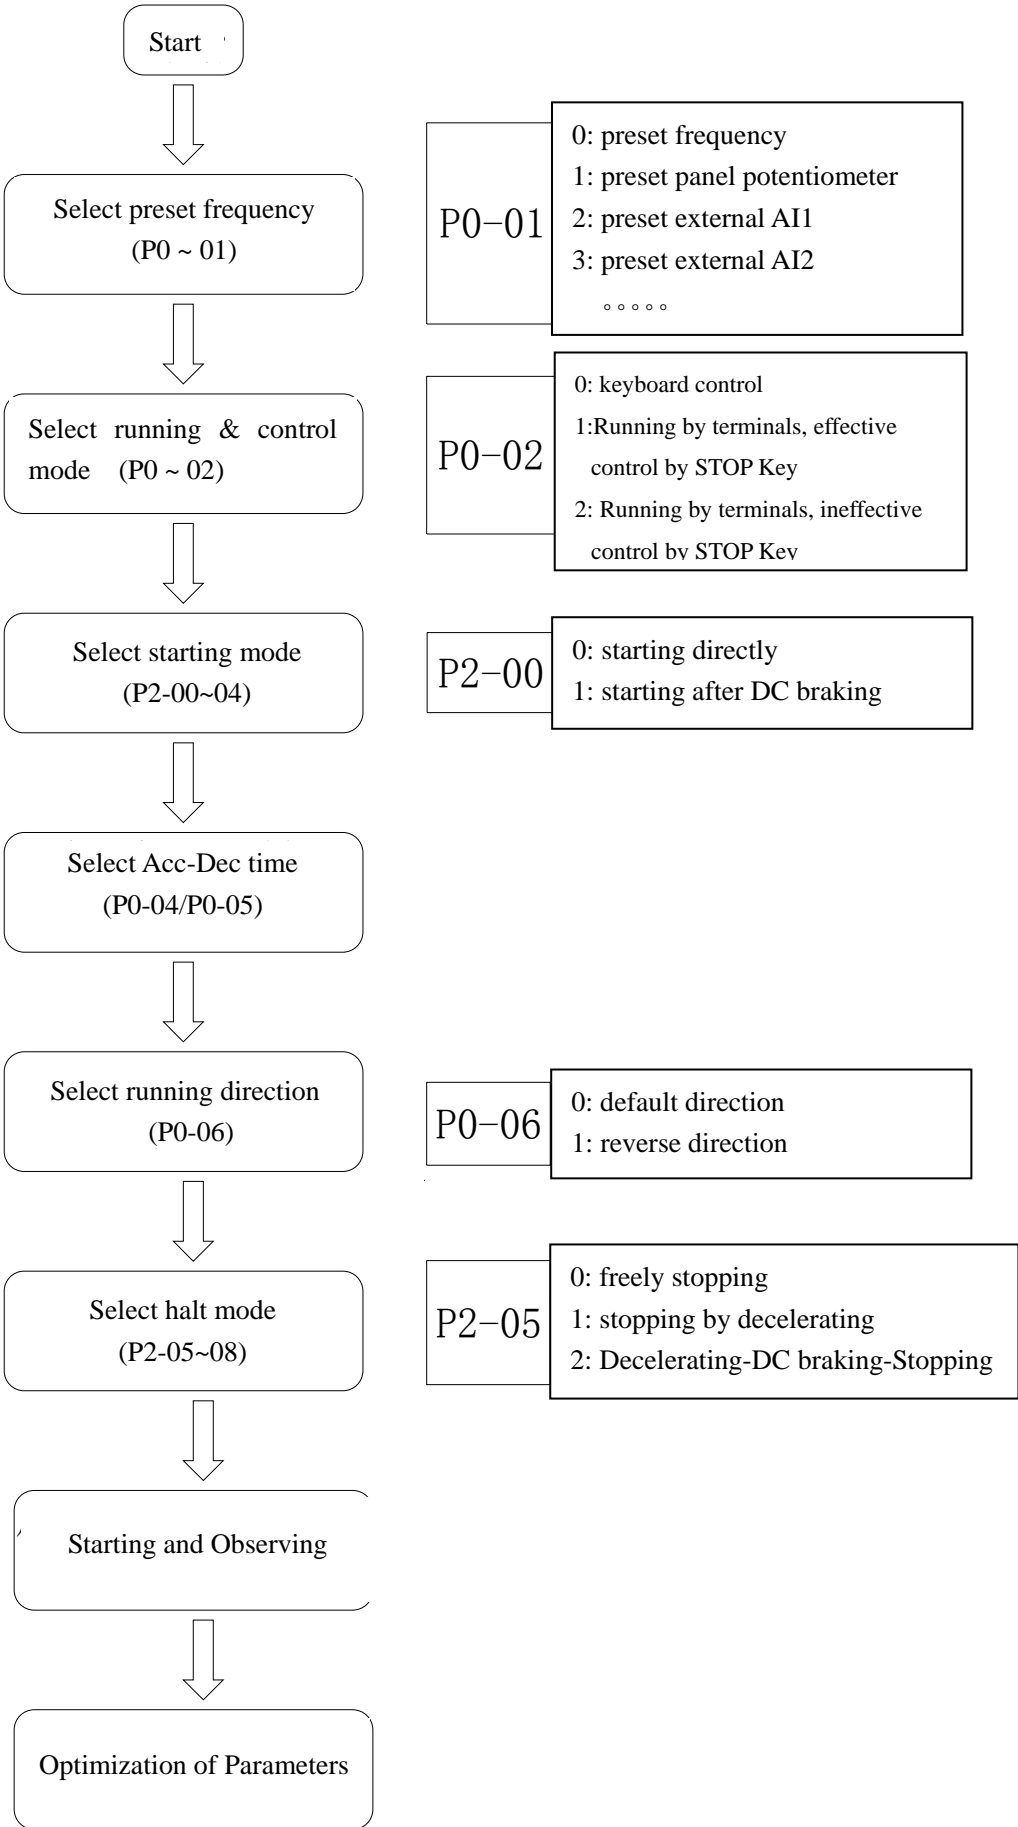 Start
Select preset frequency
(P0 ~ 01)
P0-01
0: preset frequency
1: preset panel potentiometer
2: preset external AI1
3: preset external AI2
。。。。。
Select running & control
mode (P0 ~ 02)
P0-02
0: keyboard control
1:Running by terminals, effective
control by STOP Key
2: Running by terminals, ineffective
control by STOP Key
Select starting mode
(P2-00~04)
P2-00
0: starting directly
1: starting after DC braking
Select Acc-Dec time
(P0-04/P0-05)
Select running direction
(P0-06)
P0-06
0: default direction
1: reverse direction
Select halt mode
(P2-05~08)
P2-05
0: freely stopping
1: stopping by decelerating
2: Decelerating-DC braking-Stopping
Starting and Observing
Optimization of Parameters